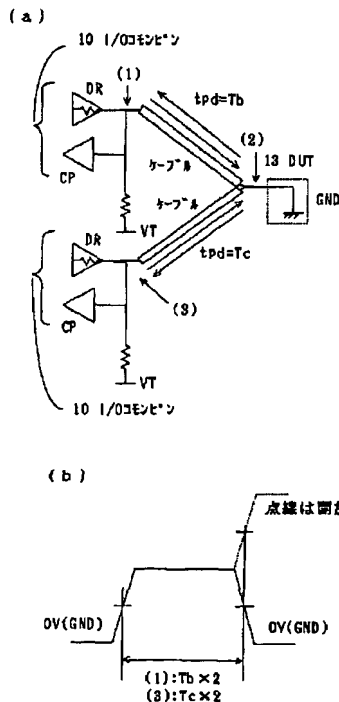 (a)
10 I/Oコモンピン
DR
(1)
tpd=Tb
(2)
13 DUT
CP
ケーブル
GND
VT
ケーブル
DR
tpd=Tc
CP
(3)
VT
10 I/Oコモンピン
(b)
点線は開放
0V(GND)
0V(GND)
(1):Tb×2
(3):Tc×2